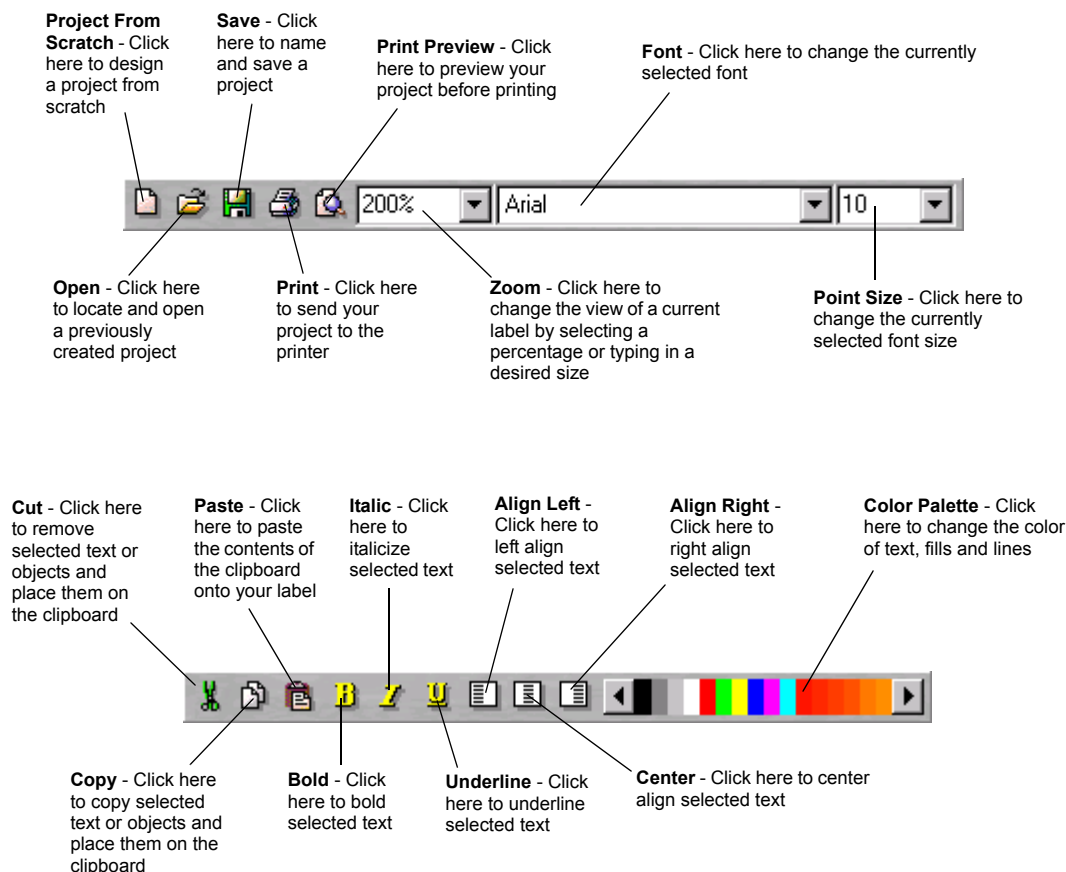 Project From
Scratch - Click
here to design
a project from
scratch
Save - Click
here to name
and save a
project
Print Preview - Click
here to preview your
project before printing
Font - Click here to change the currently
selected font
200%
Arial
10
Open - Click here
to locate and open
a previously
created project
Print - Click here
to send your
project to the
printer
Zoom - Click here to
change the view of a current
label by selecting a
percentage or typing in a
desired size
Point Size - Click here to
change the currently
selected font size
Cut - Click here
to remove
selected text or
objects and
place them on
the clipboard
Paste - Click
here to paste
the contents of
the clipboard
onto your label
Italic - Click
here to
italicize
selected text
Align Left -
Click here to
left align
selected text
Align Right -
Click here to
right align
selected text
Color Palette - Click
here to change the color
of text, fills and lines
B I U
Copy - Click here
to copy selected
text or objects and
place them on the
clipboard
Bold - Click
here to bold
selected text
Underline - Click
here to underline
selected text
Center - Click here to center
align selected text